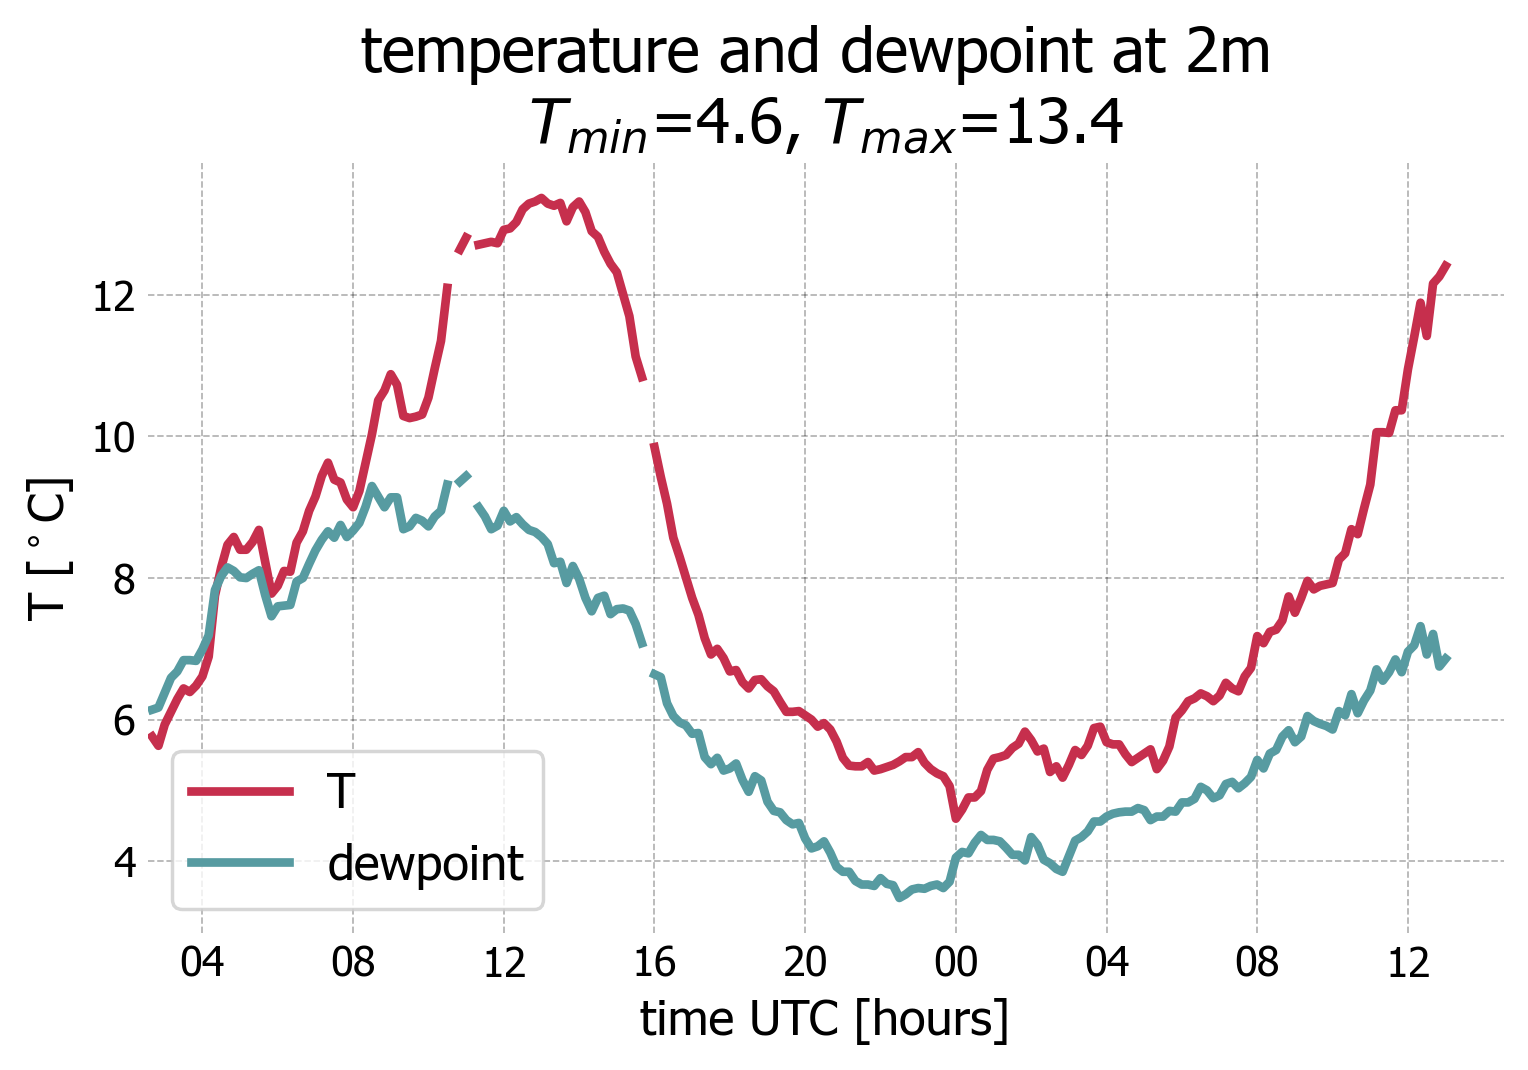 temperature and dewpoint at 2m
T_min=4.6, T_max=13.4
12
10
8
6
4
T [°C]
T
dewpoint
04 08 12 16 20 00 04 08 12
time UTC [hours]